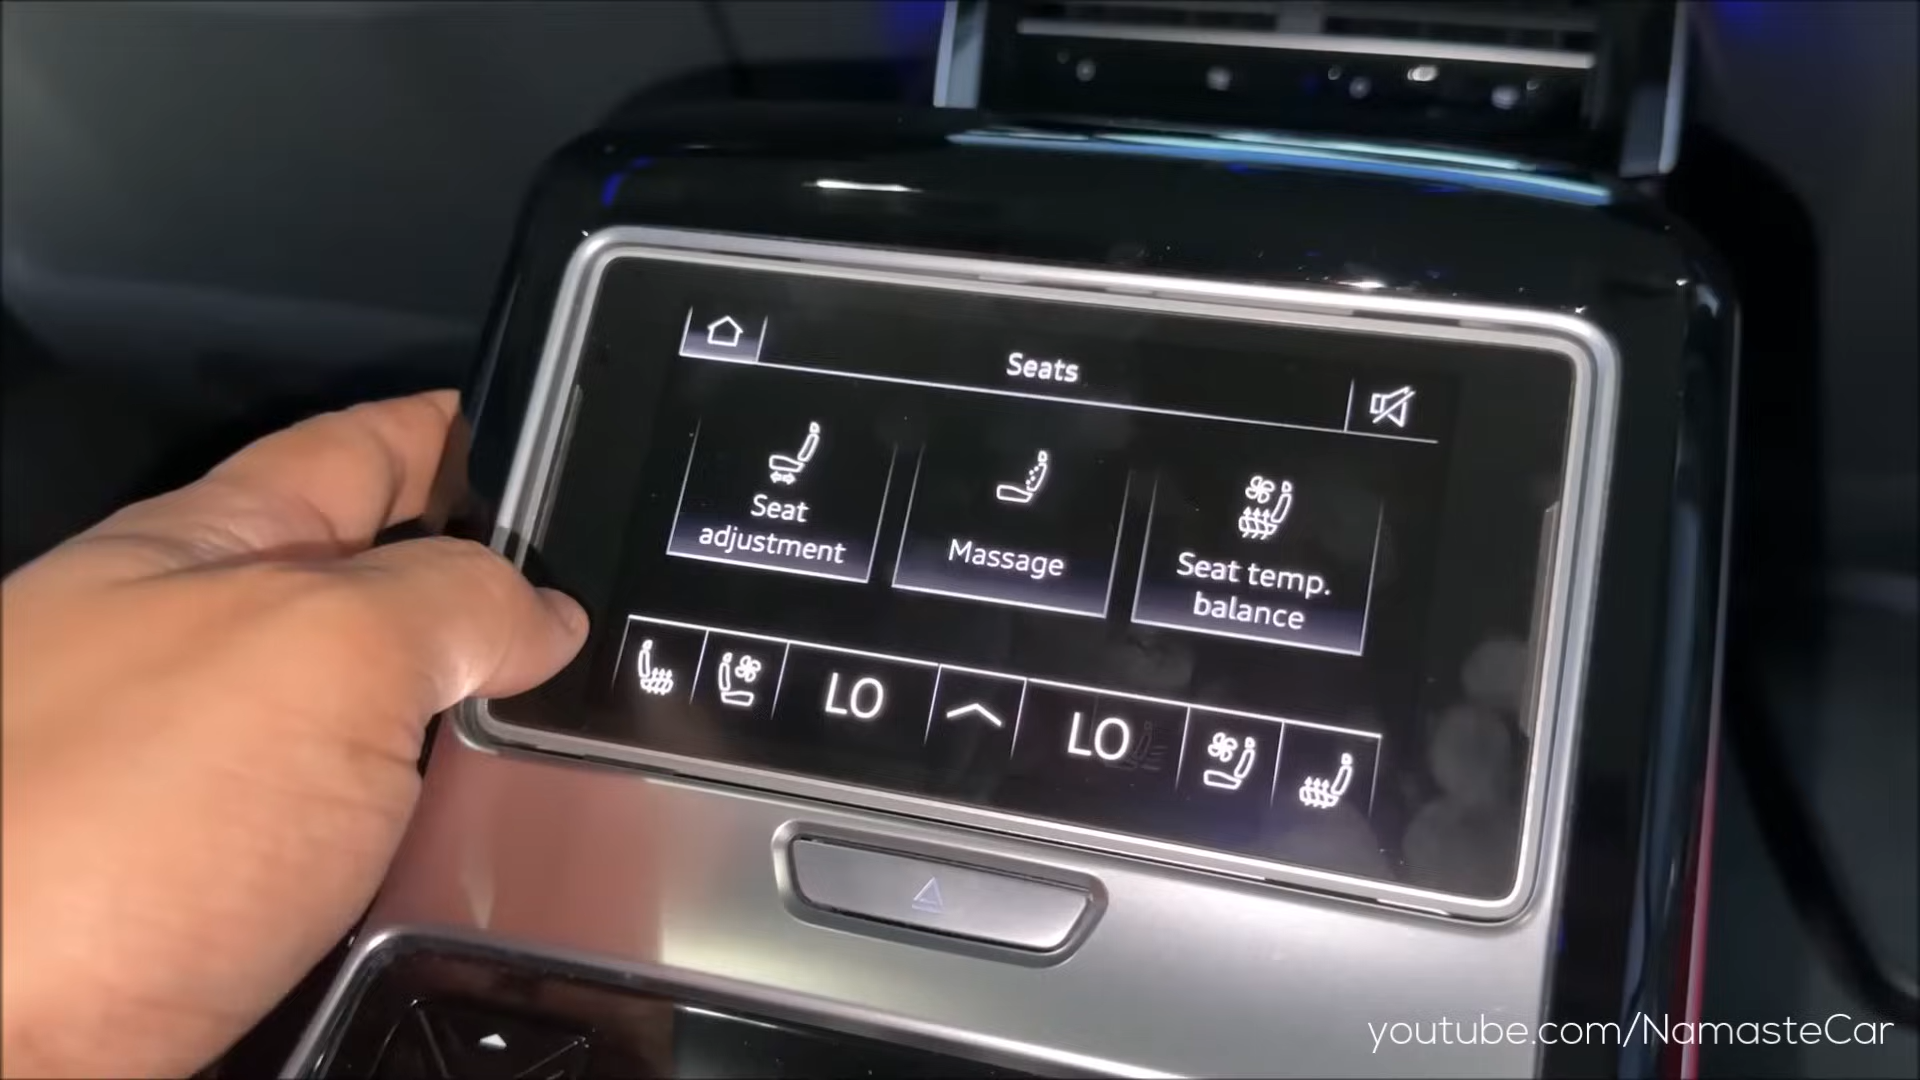 Seats
Seat
adjustment
Massage
Seat temp.
balance
LO
LO
youtube.com/NamasteCar